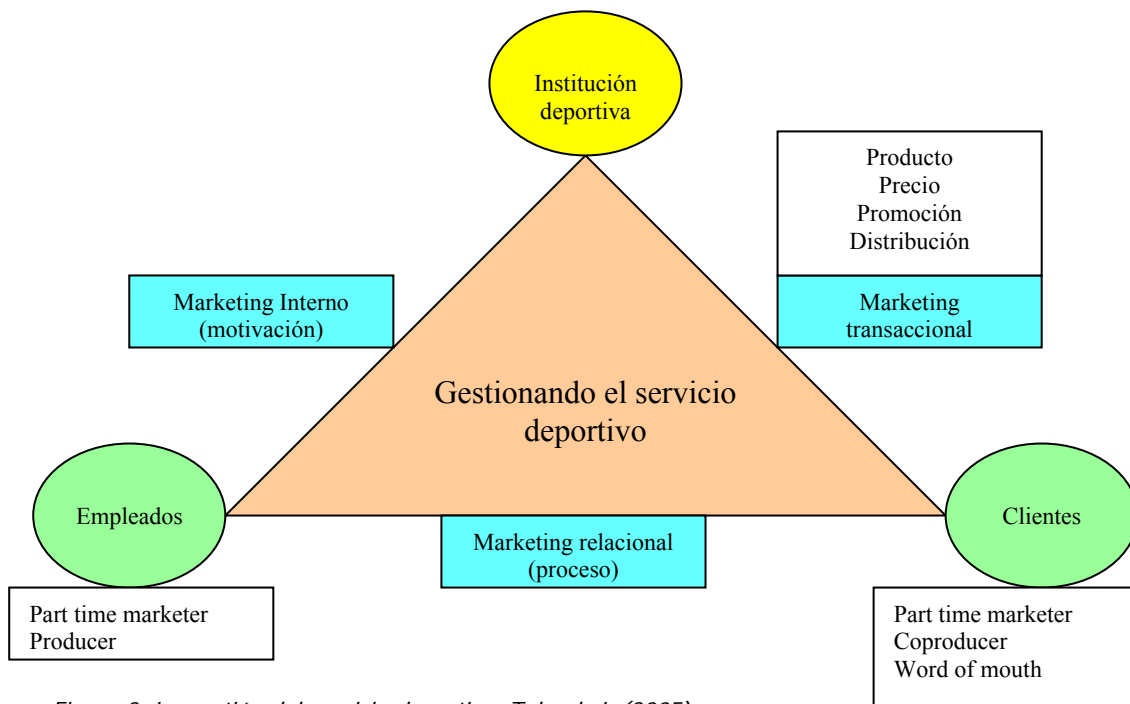 Institución
deportiva
Producto
Precio
Promoción
Distribución
Marketing Interno
(motivación)
Marketing
transaccional
Gestionando el servicio
deportivo
Empleados
Clientes
Marketing relacional
(proceso)
Part time marketer
Producer
Part time marketer
Coproducer
Word of mouth
(2005)